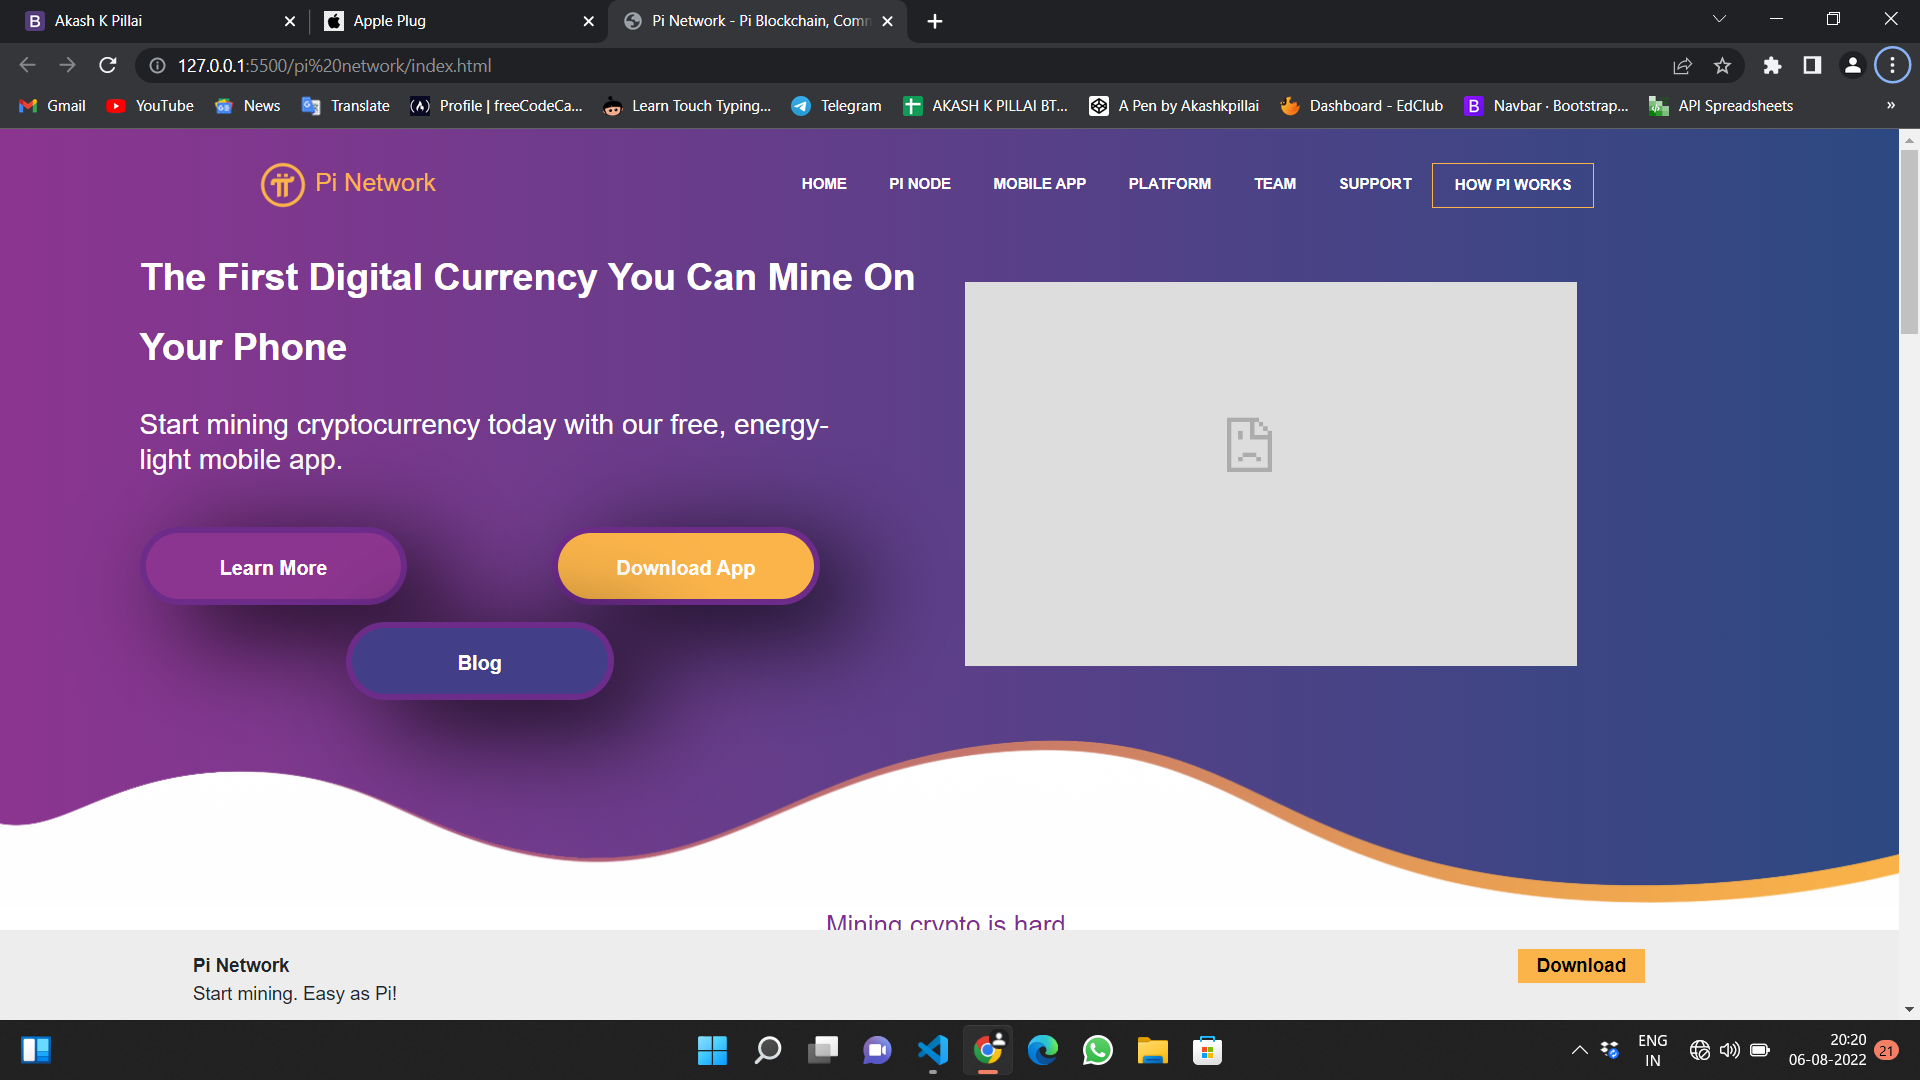 Akash K Pillai
Apple Plug
Pi Network - Pi Blockchain, Com
127.0.0.1:5500/pi%20network/index.html
Gmail
YouTube
News
Translate
Profile | freeCodeCa...
Learn Touch Typing...
Telegram
AKASH K PILLAI BT...
A Pen by Akashkpillai
Dashboard - EdClub
Navbar · Bootstrap...
API Spreadsheets
»
Pi Network
HOME
PI NODE
MOBILE APP
PLATFORM
TEAM
SUPPORT
HOW PI WORKS
The First Digital Currency You Can Mine On
Your Phone
Start mining cryptocurrency today with our free, energy-
light mobile app.
Learn More
Download App
Blog
Mining crypto is hard
Pi Network
Start mining. Easy as Pi!
Download
ENG
IN
20:20
06-08-2022
21